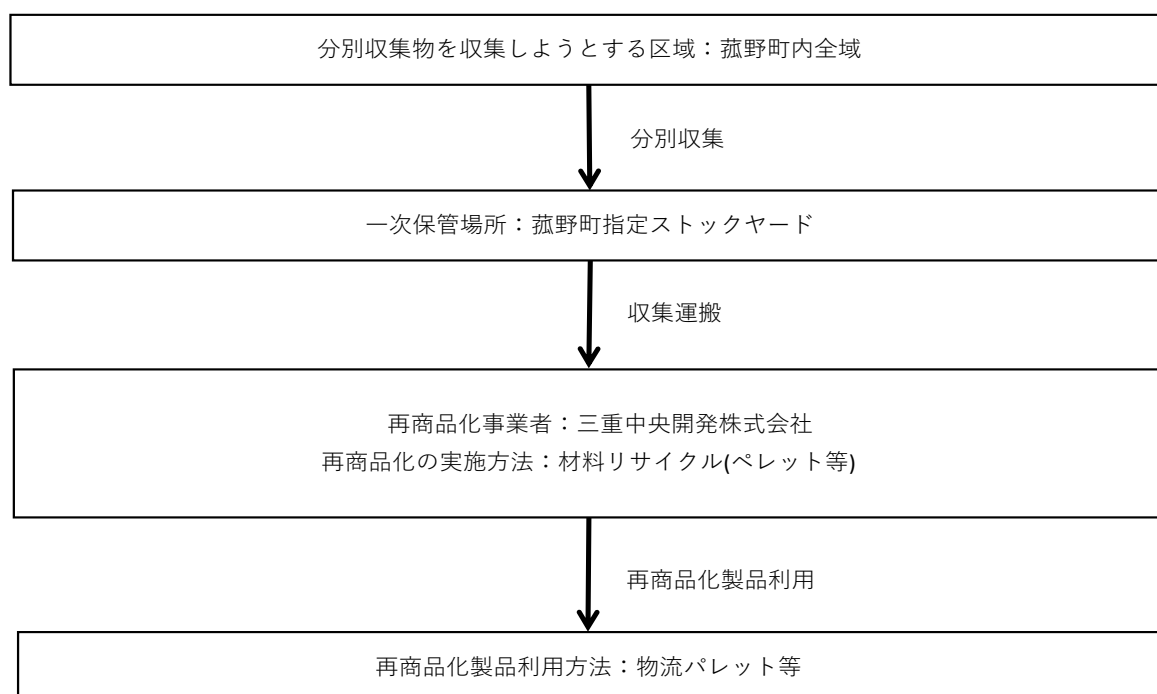 分別収集物を収集しようとする区域：菰野町内全域
分別収集
一次保管場所：菰野町指定ストックヤード
収集運搬
再商品化事業者：三重中央開発株式会社
再商品化の実施方法：材料リサイクル(ペレット等)
再商品化製品利用
再商品化製品利用方法：物流パレット等